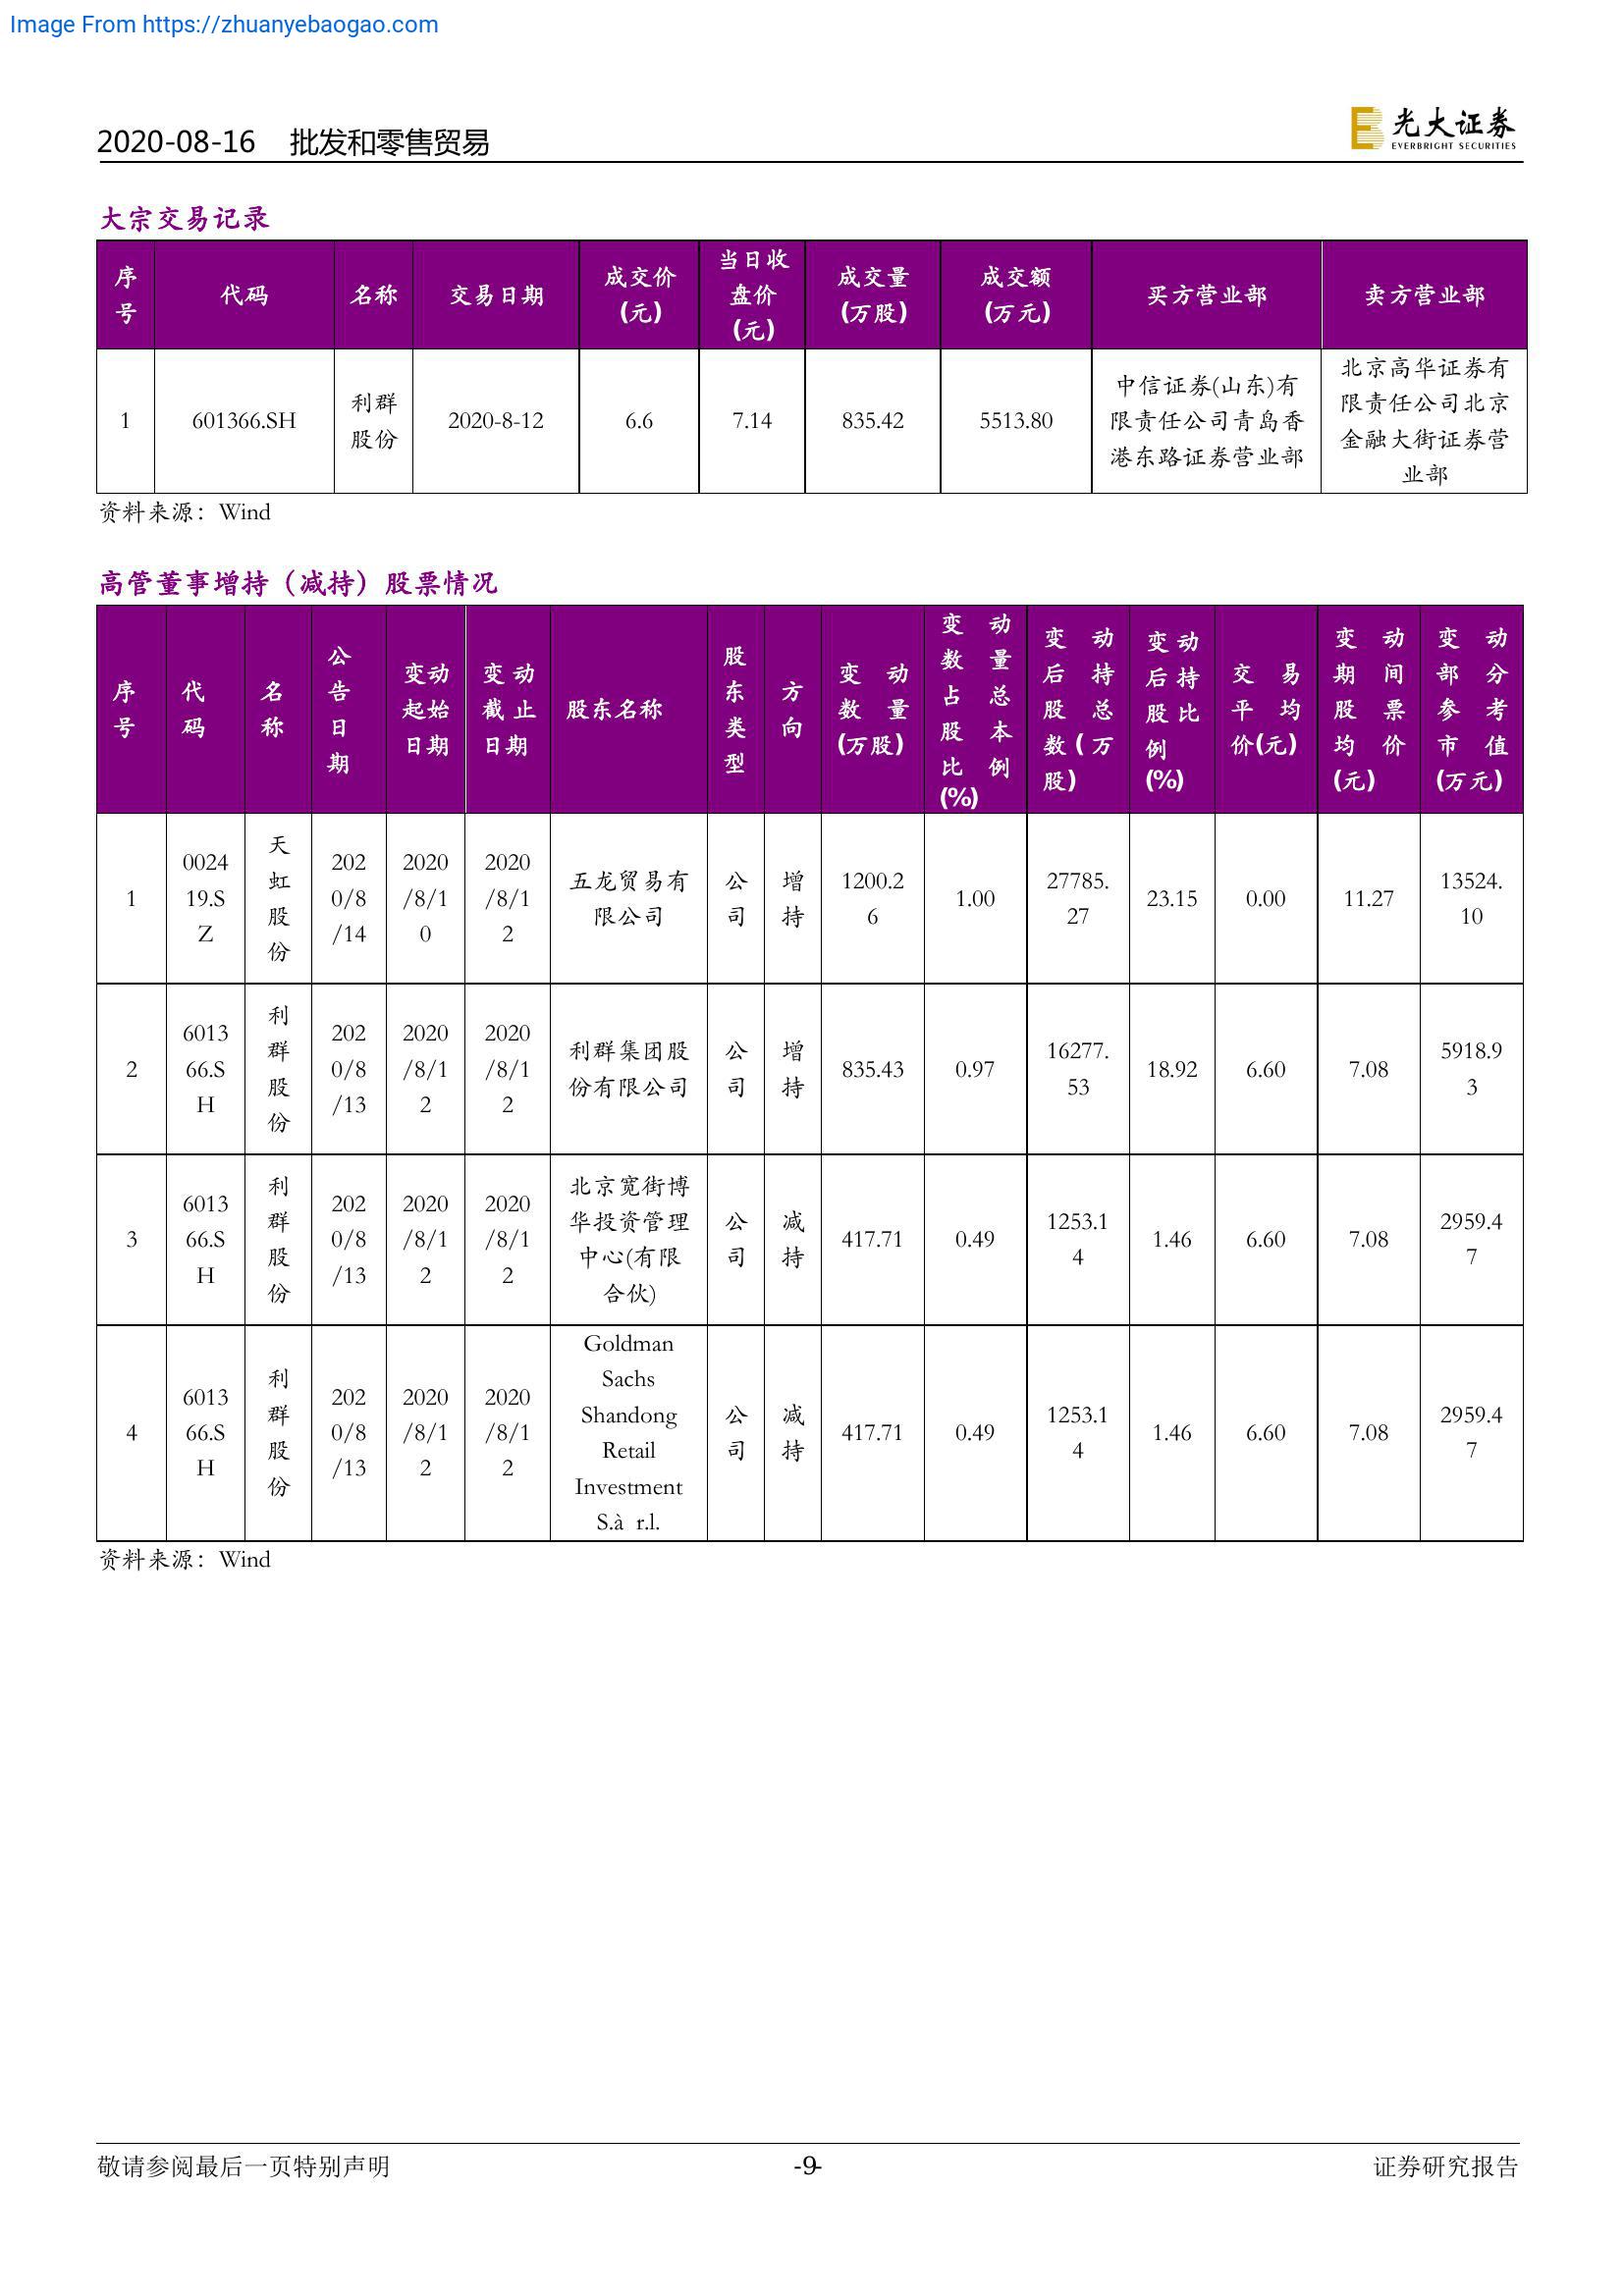 Image From https://zhuanyebaogao.com
2020-08-16 批发和零售贸易
光大证券
EVERBRIGHT SECURITIES
大宗交易记录
序号 代码 名称 交易日期 成交价(元) 当日收盘价(元) 成交量(万股) 成交额(万元) 买方营业部 卖方营业部
1 601366.SH 利群股份 2020-8-12 6.6 7.14 835.42 5513.80 中信证券(山东)有限责任公司青岛香港东路证券营业部 北京高华证券有限责任公司北京金融大街证券营业部
资料来源：Wind
高管董事增持（减持）股票情况
序号 代码 名称 公告日期 变动起始日期 变动截止日期 股东名称 股东类型 方向 变动数量(万股) 变动数量占总股本比例(%) 变动后持股总数(万股) 变动后持股比例(%) 交易平均价(元) 变动期间股票均价(元) 变动部分参考市值(万元)
1 002419.SZ 天虹股份 2020/8/14 2020/8/10 2020/8/12 五龙贸易有限公司 公司 增持 1200.26 1.00 27785.27 23.15 0.00 11.27 13524.10
2 601366.SH 利群股份 2020/8/13 2020/8/12 2020/8/12 利群集团股份有限公司 公司 增持 835.43 0.97 16277.53 18.92 6.60 7.08 5918.93
3 601366.SH 利群股份 2020/8/13 2020/8/12 2020/8/12 北京宽街博华投资管理中心(有限合伙) 公司 减持 417.71 0.49 1253.14 1.46 6.60 7.08 2959.47
4 601366.SH 利群股份 2020/8/13 2020/8/12 2020/8/12 Goldman Sachs Shandong Retail Investment S.à r.l. 公司 减持 417.71 0.49 1253.14 1.46 6.60 7.08 2959.47
资料来源：Wind
敬请参阅最后一页特别声明 -9- 证券研究报告